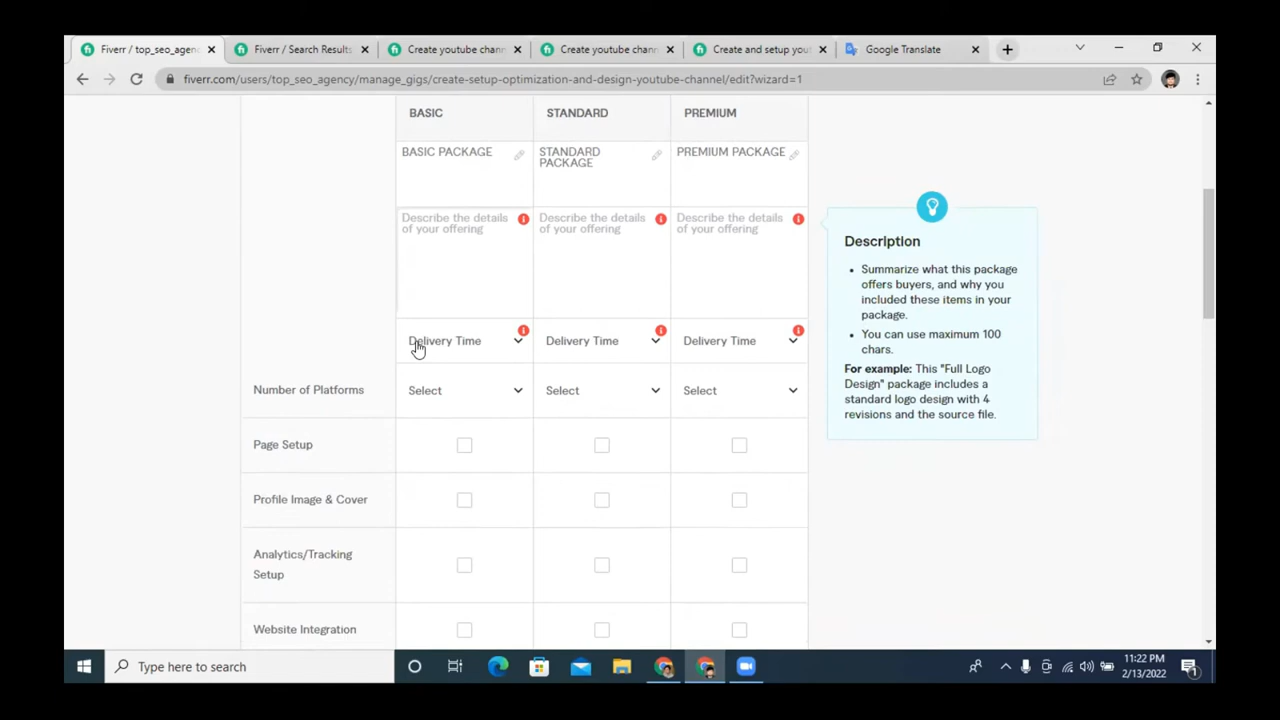 Fiverr / top_seo_agenc
Fiverr / Search Results
Create youtube chann
Create youtube chann
Create and setup you
Google Translate
fiverr.com/users/top_seo_agency/manage_gigs/create-setup-optimization-and-design-youtube-channel/edit?wizard=1
BASIC
STANDARD
PREMIUM
BASIC PACKAGE
STANDARD
PACKAGE
PREMIUM PACKAGE
Describe the details
of your offering
Describe the details
of your offering
Describe the details
of your offering
Delivery Time
Delivery Time
Delivery Time
Number of Platforms
Select
Select
Select
Page Setup
Profile Image & Cover
Analytics/Tracking
Setup
Website Integration
Description
Summarize what this package
offers buyers, and why you
included these items in your
package.
You can use maximum 100
chars.
For example: This "Full Logo
Design" package includes a
standard logo design with 4
revisions and the source file.
Type here to search
11:22 PM
2/13/2022
1